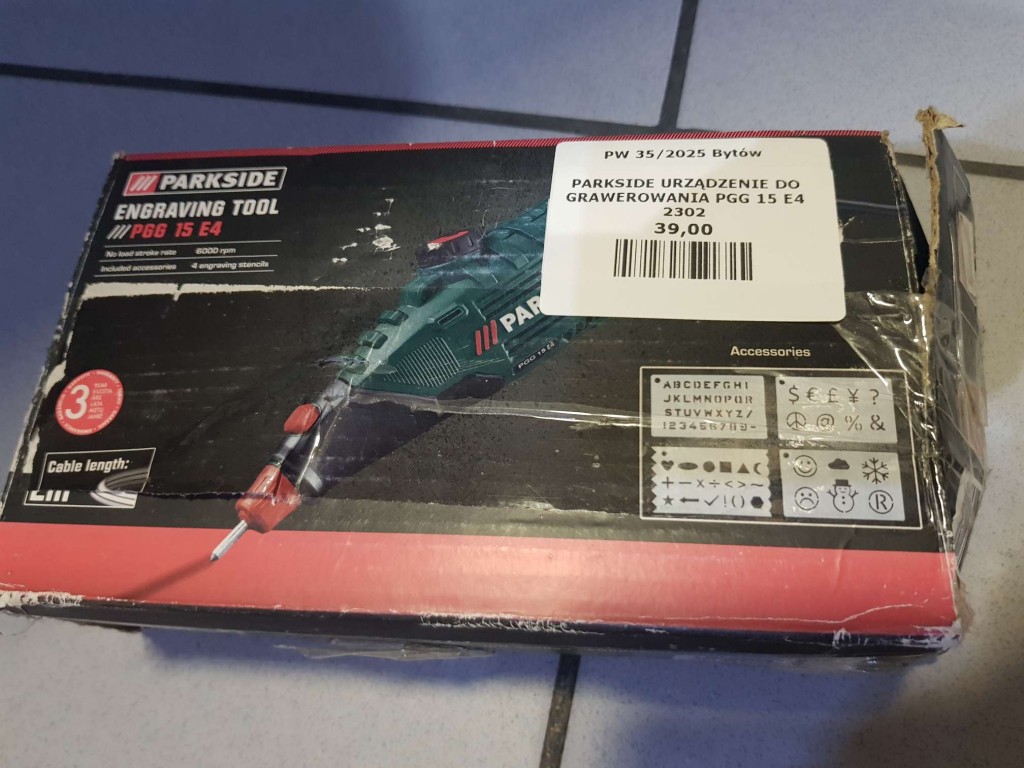 PARKSIDE
ENGRAVING TOOL
PGG 15 E4
No load stroke rate 6000 rpm
Included accessories 4 engraving stencils
PW 35/2025 Bytów
PARKSIDE URZĄDZENIE DO
GRAWEROWANIA PGG 15 E4
2302
39,00
PAR
PGG 15 E4
3
Cable length:
Accessories
ABCDEFGHI
JKLMNOPQR
STUVWXYZ/
123456789-
$ € £ ¥ ?
@ % &
+ - × ÷ < > ~
! ( )
®